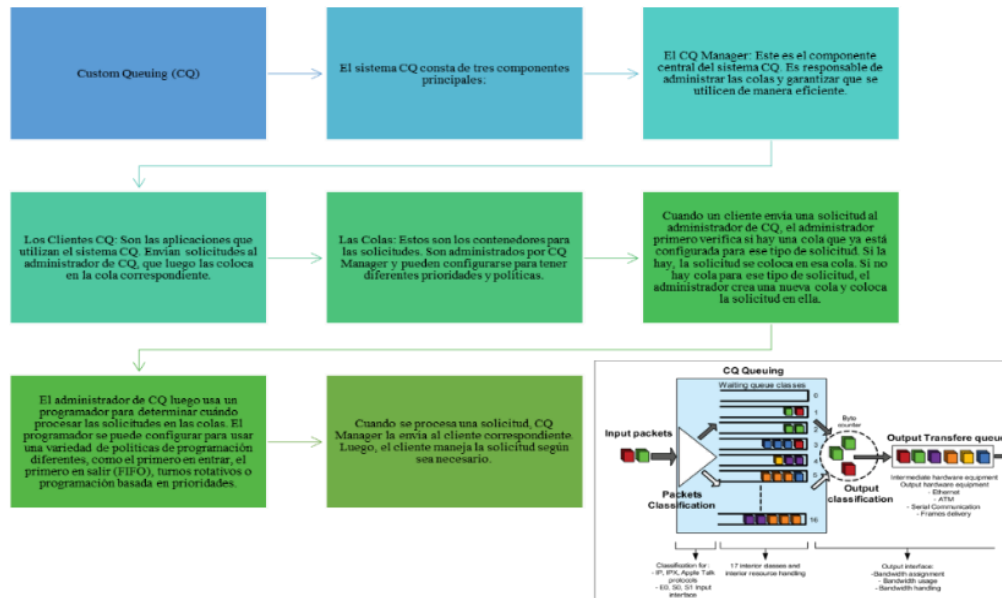 Custom Queuing (CQ)
El sistema CQ consta de tres componentes
principales:
El CQ Manager: Este es el componente
central del sistema CQ. Es responsable de
administrar las colas y garantizar que se
utilicen de manera eficiente.
Los Clientes CQ: Son las aplicaciones que
utilizan el sistema CQ. Envían solicitudes al
administrador de CQ, que luego las coloca
en la cola correspondiente.
Las Colas: Estos son los contenedores para
las solicitudes. Son administrados por CQ
Manager y pueden configurarse para tener
diferentes prioridades y políticas.
Cuando un cliente envía una solicitud al
administrador de CQ, el administrador
primero verifica si hay una cola que ya está
configurada para ese tipo de solicitud. Si
la hay, la solicitud se coloca en esa cola. Si
no hay cola para ese tipo de solicitud, el
administrador crea una nueva cola y coloca
la solicitud en ella.
El administrador de CQ luego usa un
programador para determinar cuándo
procesar las solicitudes en las colas. El
programador se puede configurar para usar
una variedad de políticas de programación
diferentes, como el primero en entrar, el
primero en salir (FIFO), turnos rotativos o
programación basada en prioridades.
Cuando se procesa una solicitud, CQ
Manager la envía al cliente correspondiente.
Luego, el cliente maneja la solicitud según
sea necesario.
CQ Queuing
Waiting queue classes
0
1
2
3
4
5
16
Input packets
Packets
Classification
Byte
counter
Output
classification
Output Transfere queue
Intermediate hardware equipment
Output hardware equipment
- Ethernet
- ATM
- Serial Communication
- Frames delivery
Classification for:
- IP, IPX, Apple Talk
protocols
- E0, S0, S1 Input
interface
17 interior classes and
interior resource handling
Output interface:
-Bandwidth assignment
- Bandwidth usage
- Bandwidth handling